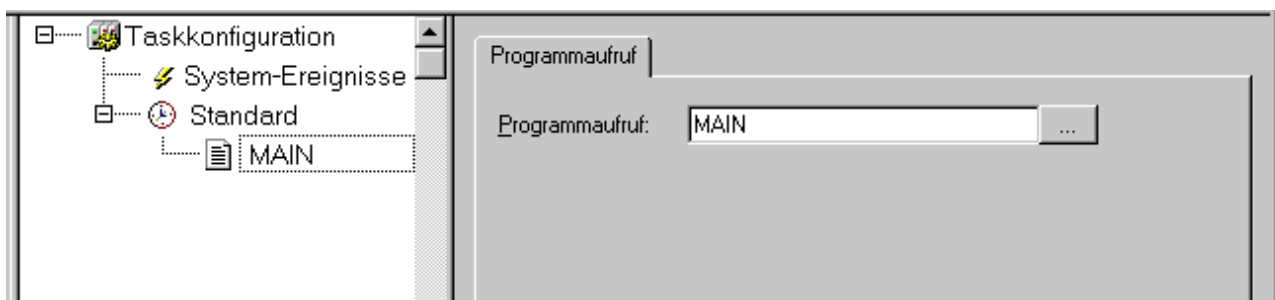 Taskkonfiguration
System-Ereignisse
Standard
MAIN
Programmaufruf
Programmaufruf: MAIN ...